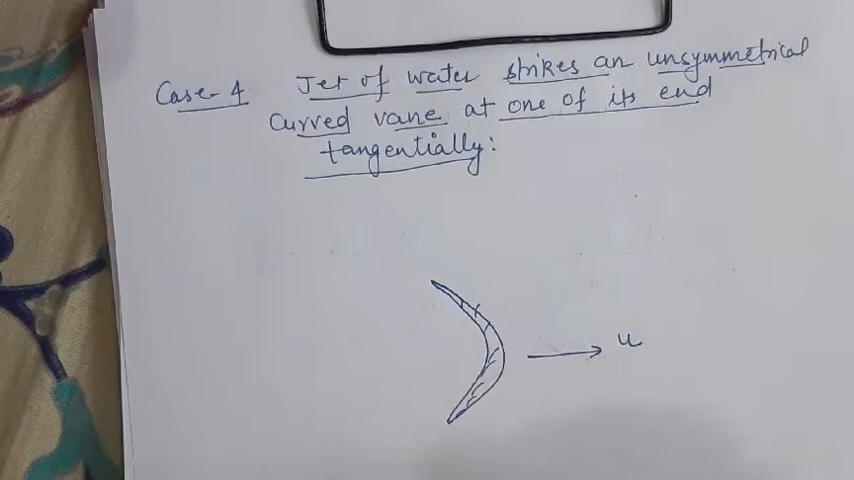 Case-4 Jet of water strikes an unsymmetrical
curved vane at one of its end
tangentially:
u